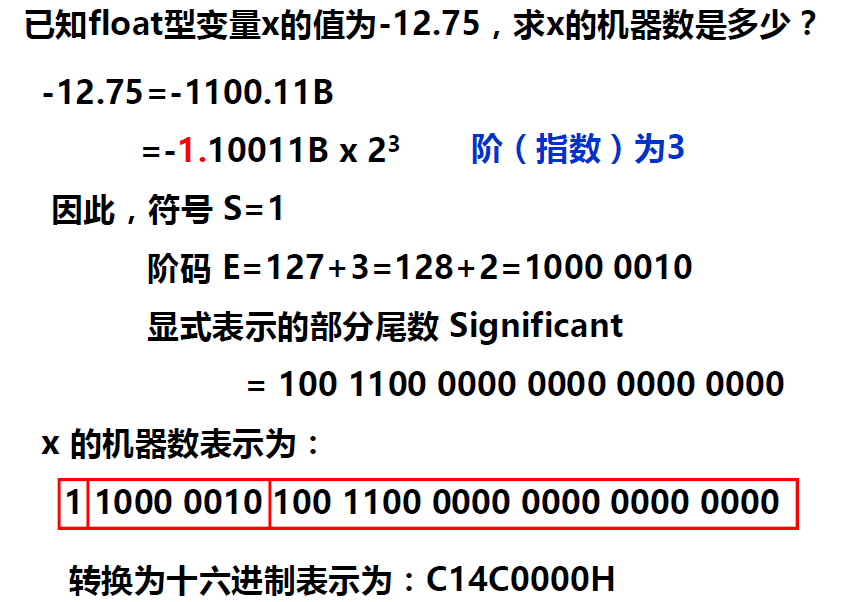 已知float型变量x的值为-12.75，求x的机器数是多少？
-12.75=-1100.11B
=-1.10011B x 2³ 阶（指数）为3
因此，符号 S=1
阶码 E=127+3=128+2=1000 0010
显式表示的部分尾数 Significant
= 100 1100 0000 0000 0000 0000
x 的机器数表示为：
1 1000 0010 100 1100 0000 0000 0000 0000
转换为十六进制表示为：C14C0000H